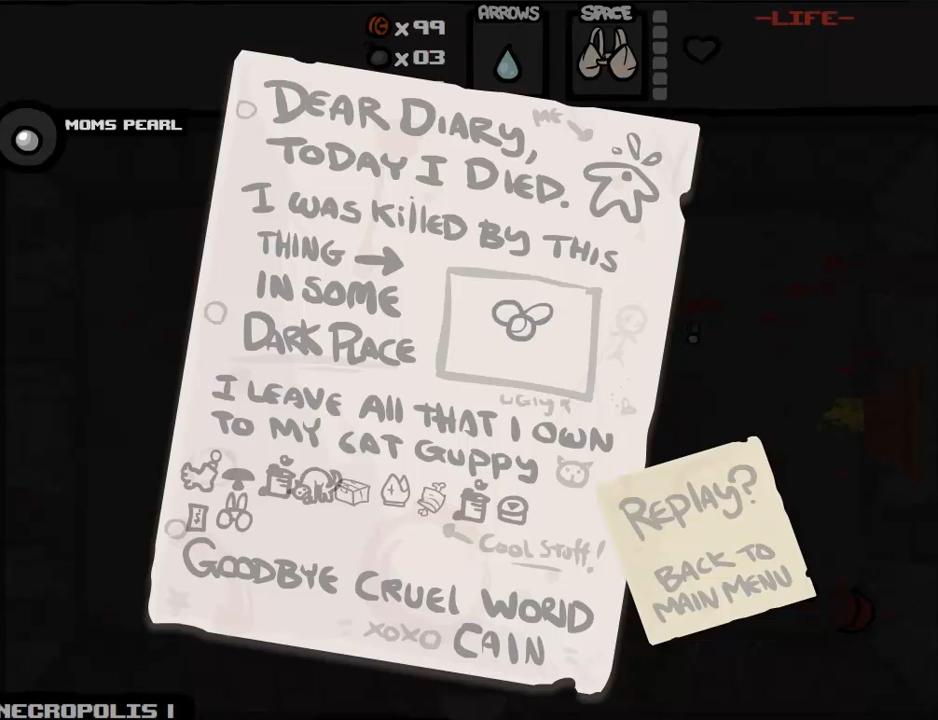 x99
x03
ARROWS
SPACE
-LIFE-
MOMS PEARL
DEAR DIARY,
ME
TODAY I DIED.
I WAS KILLED BY THIS
THING →
IN SOME
DARK PLACE
UGLY
I LEAVE ALL THAT I OWN
TO MY CAT GUPPY
COOL STUFF!
GOODBYE CRUEL WORLD
XOXO CAIN
REPLAY?
BACK TO
MAIN MENU
NECROPOLIS I